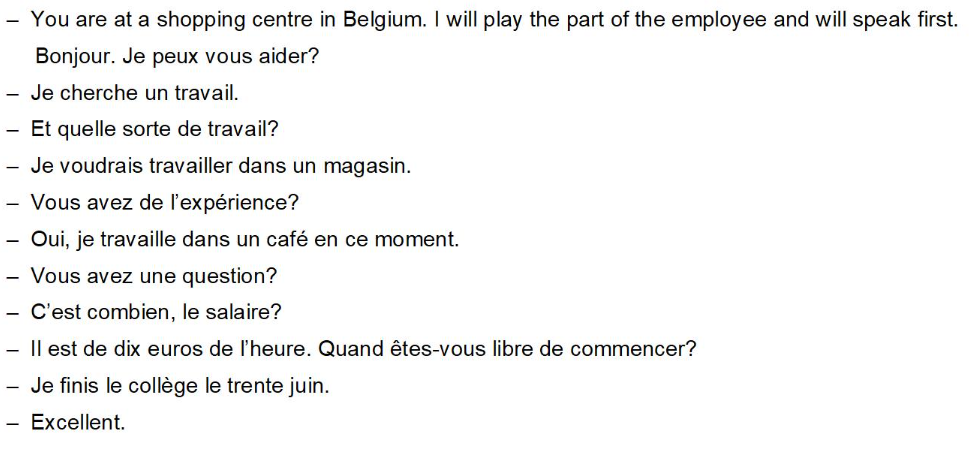 – You are at a shopping centre in Belgium. I will play the part of the employee and will speak first.
Bonjour. Je peux vous aider?
– Je cherche un travail.
– Et quelle sorte de travail?
– Je voudrais travailler dans un magasin.
– Vous avez de l’expérience?
– Oui, je travaille dans un café en ce moment.
– Vous avez une question?
– C’est combien, le salaire?
– Il est de dix euros de l’heure. Quand êtes-vous libre de commencer?
– Je finis le collège le trente juin.
– Excellent.